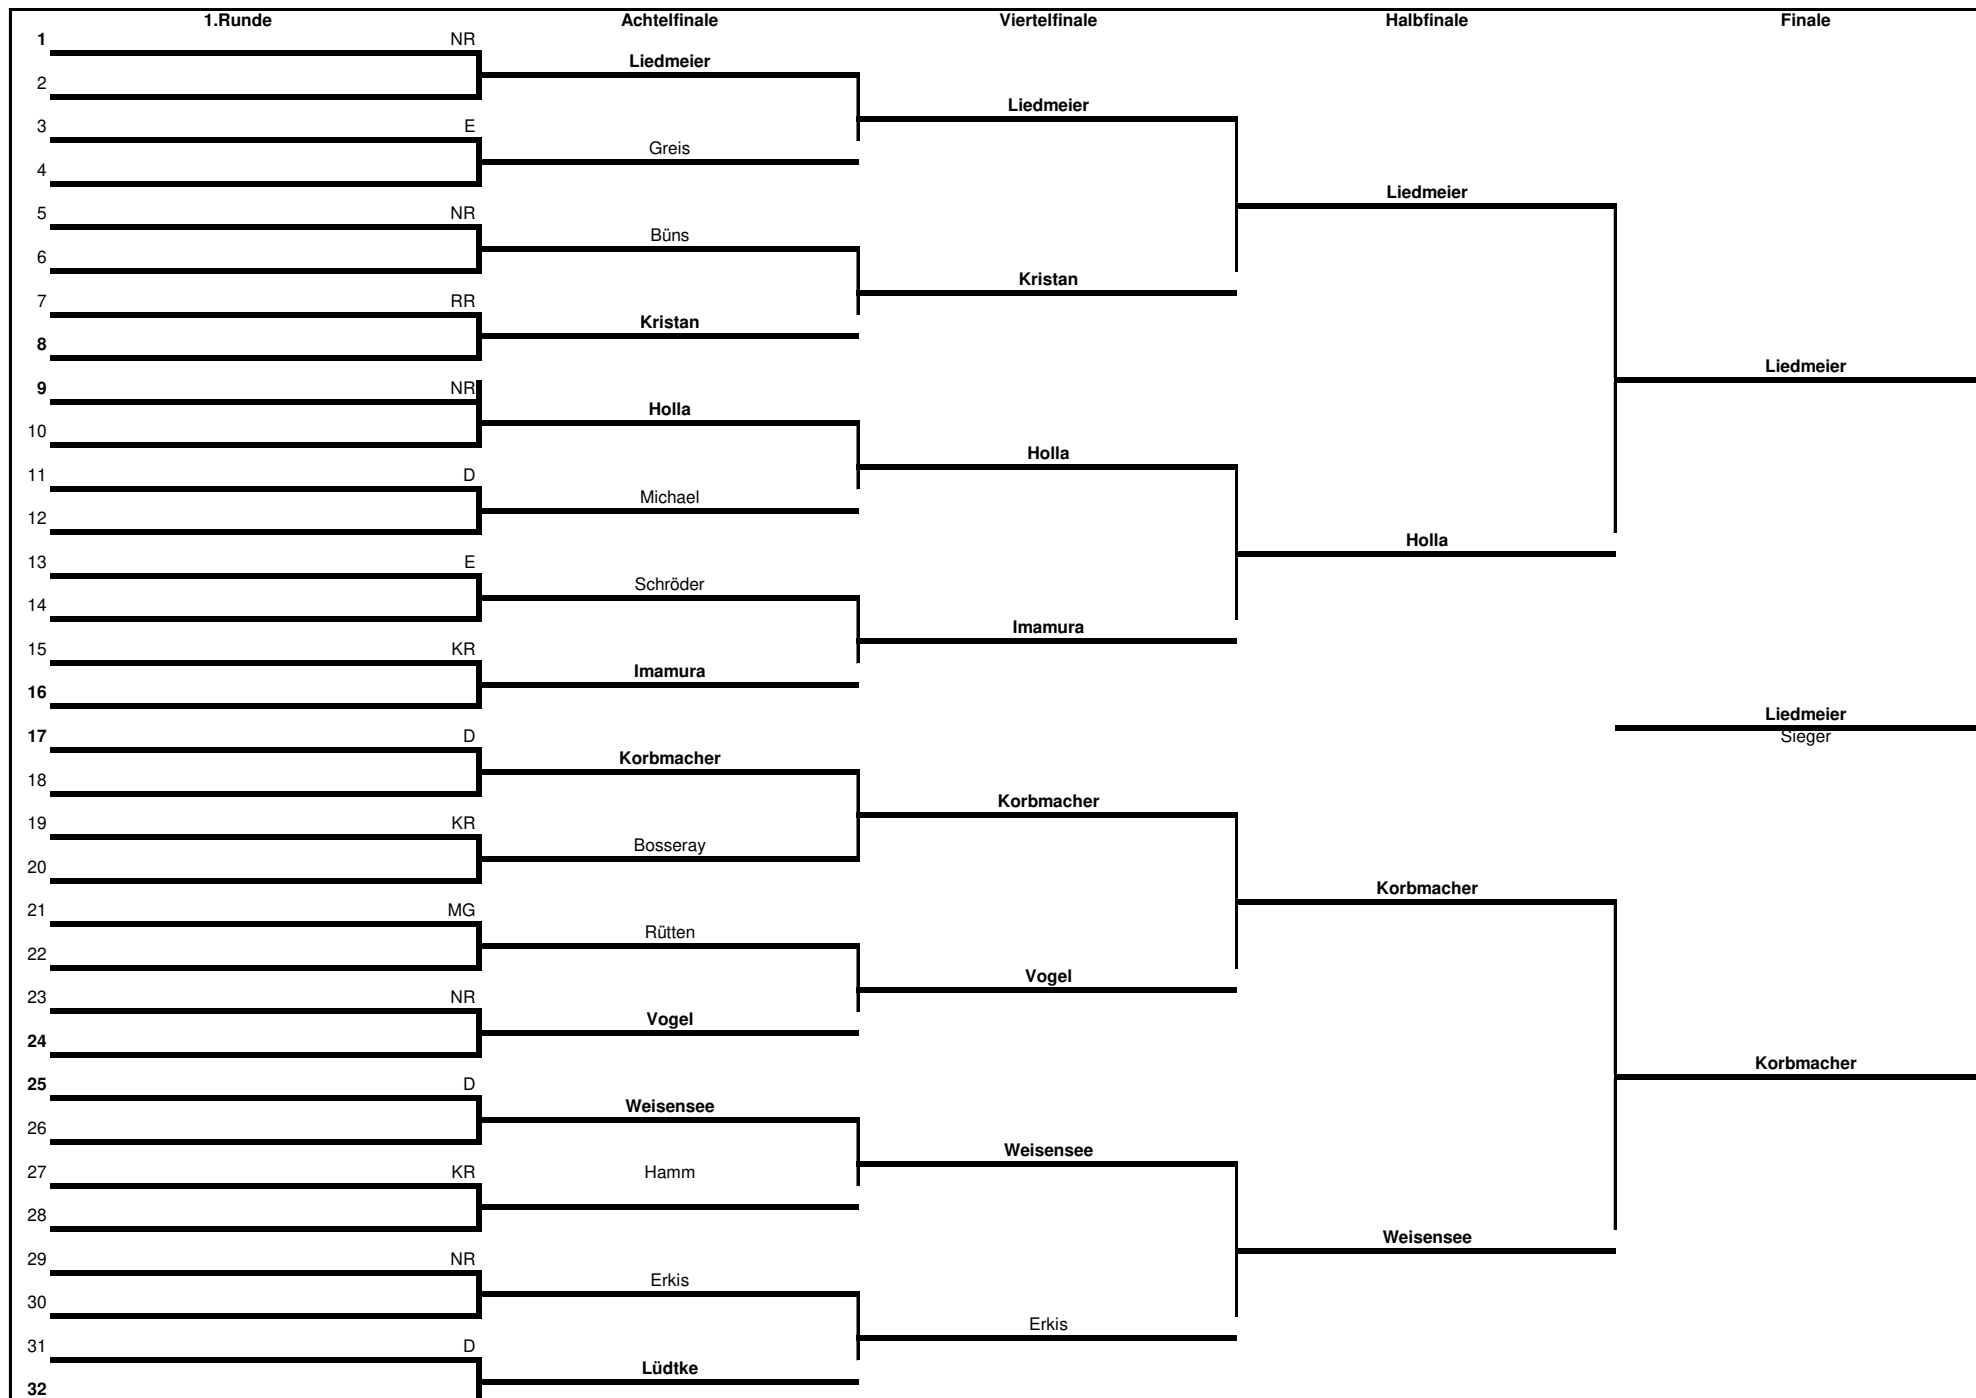 1.Runde Achtelfinale Viertelfinale Halbfinale Finale
1 NR
Liedmeier
2
Liedmeier
3 E
Greis
4
Liedmeier
5 NR
Büns
6
Kristan
7 RR
Kristan
8
Liedmeier
9 NR
Holla
10
Holla
11 D
Michael
12
Holla
13 E
Schröder
14
Imamura
15 KR
Imamura
16
Liedmeier
Sieger
17 D
Korbmacher
18
Korbmacher
19 KR
Bosseray
20
Korbmacher
21 MG
Rütten
22
Vogel
23 NR
Vogel
24
Korbmacher
25 D
Weisensee
26
Weisensee
27 KR
Hamm
28
Weisensee
29 NR
Erkis
30
Erkis
31 D
Lüdtke
32